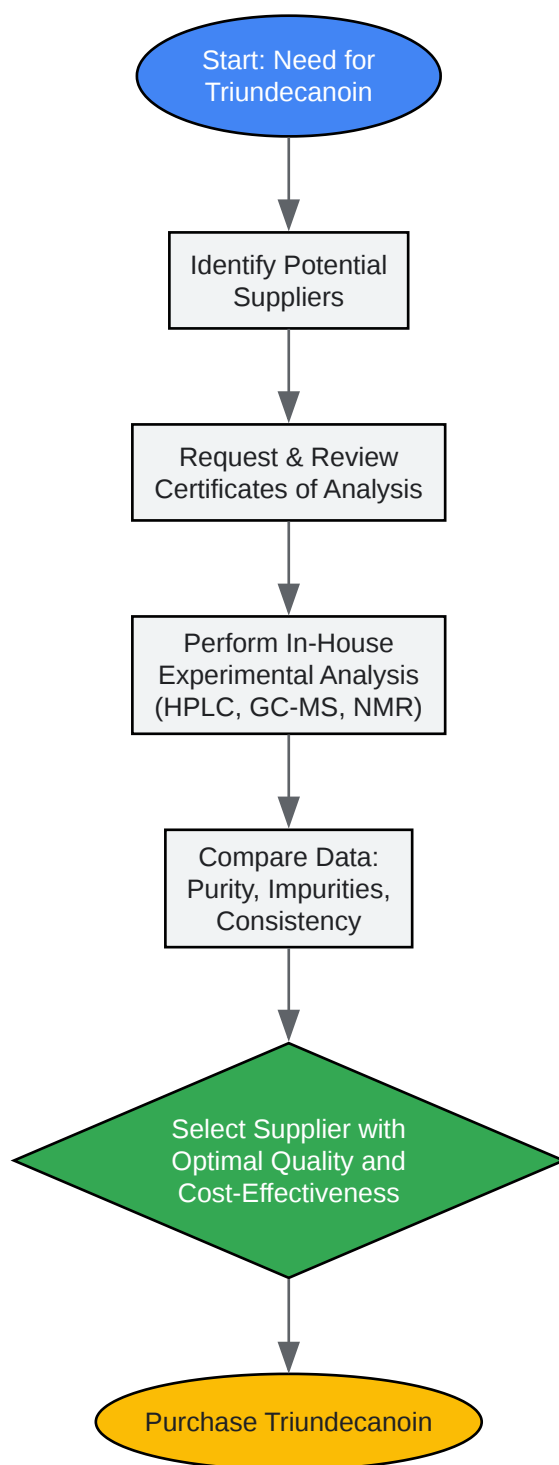 Start: Need for
Triundecanoin
Identify Potential
Suppliers
Request & Review
Certificates of Analysis
Perform In-House
Experimental Analysis
(HPLC, GC-MS, NMR)
Compare Data:
Purity, Impurities,
Consistency
Select Supplier with
Optimal Quality and
Cost-Effectiveness
Purchase Triundecanoin